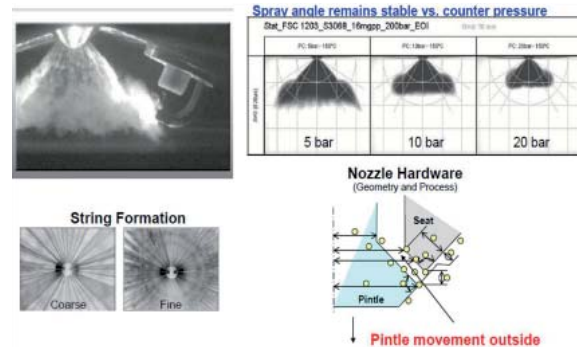 Spray angle remains stable vs. counter pressure
Stat_FSC 1203_S3068_16mgpp_200bar_EOI
5 bar
10 bar
20 bar
Nozzle Hardware
(Geometry and Process)
Seat
Pintle
Pintle movement outside
String Formation
Coarse
Fine